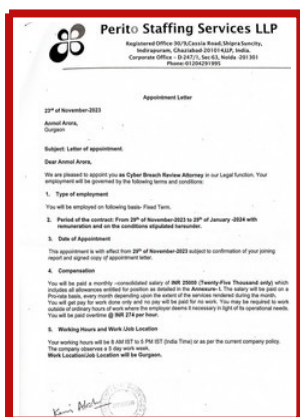 Perito Staffing Services LLP
Registered Office 30/9,Cassia Road,ShipraSuncity,
Indirapuram, Ghaziabad-201014,UP, India.
Corporate Office - D-247/7, Sec 63, Noida -201301
Phone:01204291995
Appointment Letter
23rd of November-2023
Anmol Arora,
Gurgaon
Subject: Letter of appointment.
Dear Anmol Arora,
We are pleased to appoint you as Cyber Breach Review Attorney in our Legal function. Your
employment will be governed by the following terms and conditions:
1. Type of employment
You will be employed on following basis- Fixed Term.
2. Period of the contract: From 29th of November-2023 to 29th of January -2024 with
remuneration and on the conditions stipulated hereunder.
3. Date of Appointment
This appointment is with effect from 29th of November-2023 subject to confirmation of your joining
report and signed copy of appointment letter.
4. Compensation
You will be paid a monthly -consolidated salary of INR 25000 (Twenty-Five Thousand only) which
includes all allowances entitled for position as detailed in the Annexure- I. The salary will be paid on a
Pro-rata basis, every month depending upon the extent of the services rendered during the month.
You will get pay for work done only and no pay will be paid for no work. You may be required to work
outside of ordinary hours of work where the employer deems it necessary in light of its operational needs.
You will be paid overtime @ INR 274 per hour.
5. Working Hours and Work /Job Location
Your working hours will be 8 AM IST to 5 PM IST (India Time) or as per the current company policy.
The company observes a 5 day work week.
Work Location/Job Location will be Gurgaon.